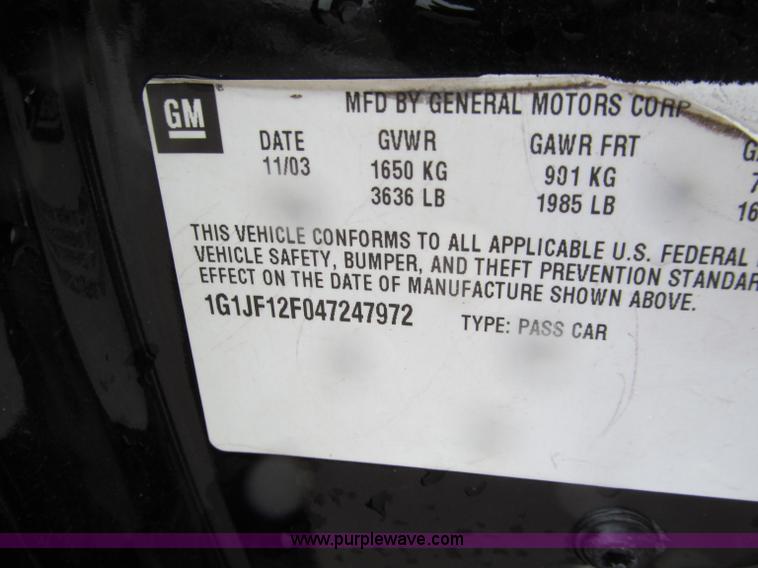 GM
MFD BY GENERAL MOTORS CORP
DATE GVWR GAWR FRT
11/03 1650 KG 901 KG
3636 LB 1985 LB 16
THIS VEHICLE CONFORMS TO ALL APPLICABLE U.S. FEDERAL
VEHICLE SAFETY, BUMPER, AND THEFT PREVENTION STANDAR
EFFECT ON THE DATE OF MANUFACTURE SHOWN ABOVE.
1G1JF12F047247972 TYPE: PASS CAR
www.purplewave.com